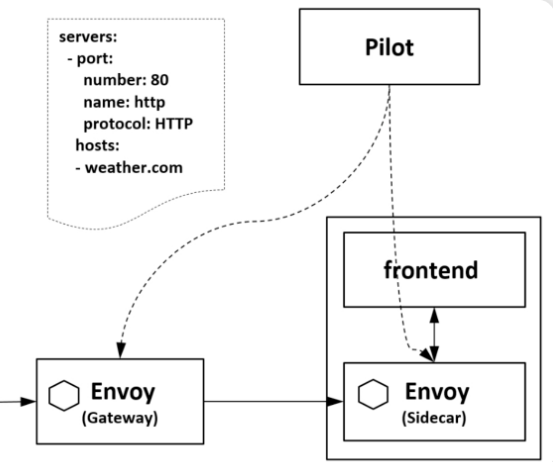 servers:
- port:
number: 80
name: http
protocol: HTTP
hosts:
- weather.com
Pilot
frontend
Envoy
(Gateway)
Envoy
(Sidecar)